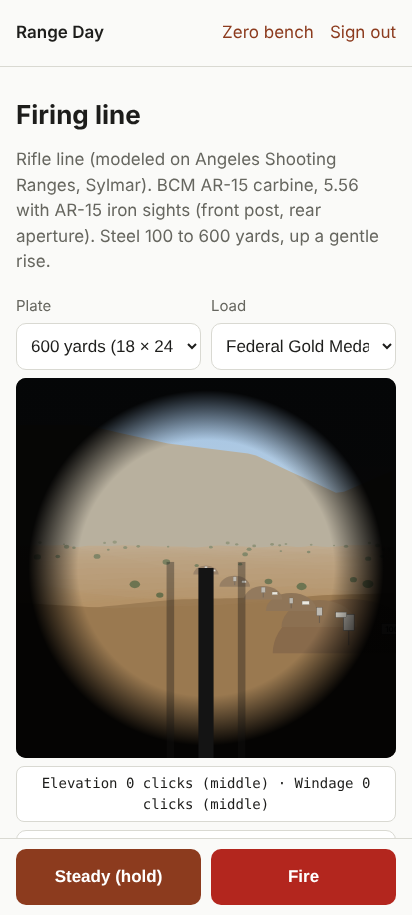 Range Day
Zero bench
Sign out
Firing line
Rifle line (modeled on Angeles Shooting
Ranges, Sylmar). BCM AR-15 carbine, 5.56
with AR-15 iron sights (front post, rear
aperture). Steel 100 to 600 yards, up a gentle
rise.
Plate
Load
600 yards (18 × 24
Federal Gold Meda
Elevation 0 clicks (middle) · Windage 0
clicks (middle)
Steady (hold)
Fire